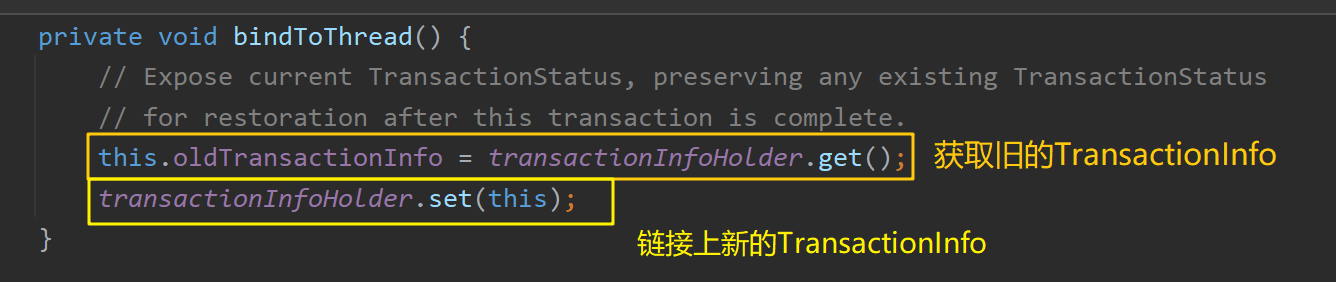 private void bindToThread() {
// Expose current TransactionStatus, preserving any existing TransactionStatus
// for restoration after this transaction is complete.
this.oldTransactionInfo = transactionInfoHolder.get(); 获取旧的TransactionInfo
transactionInfoHolder.set(this);
链接上新的TransactionInfo
}